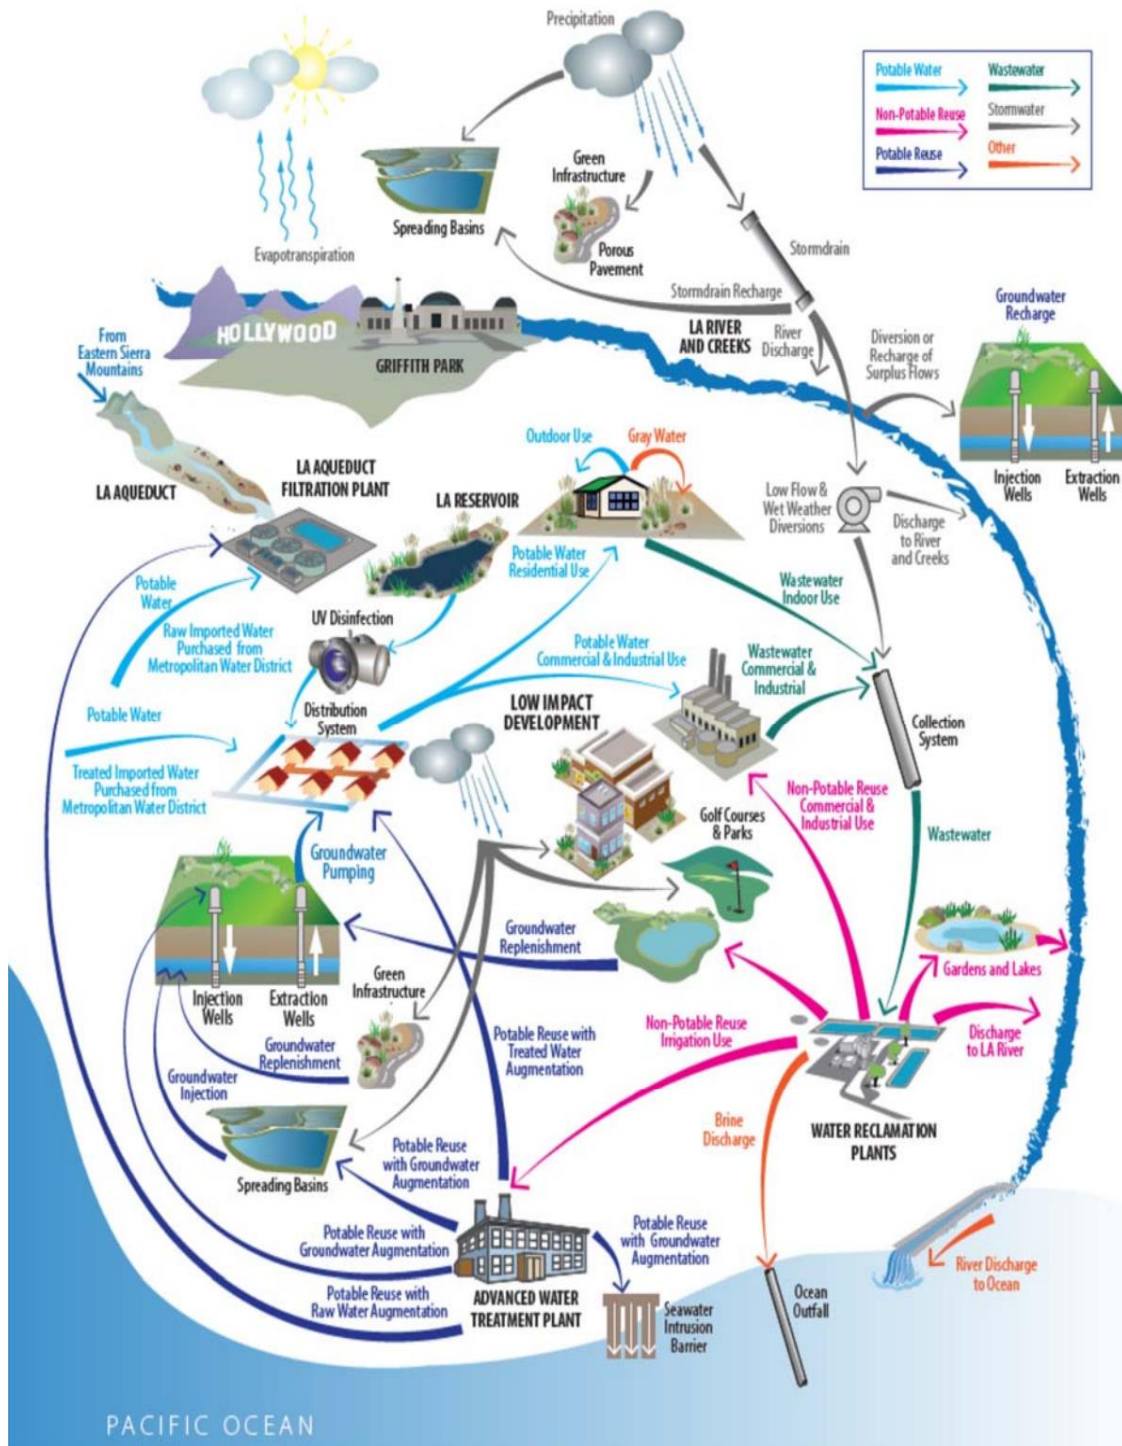 Precipitation
Potable Water
Wastewater
Non-Potable Reuse
Stormwater
Potable Reuse
Other
Green
Infrastructure
Spreading Basins
Porous
Pavement
Stormdrain
Evapotranspiration
Stormdrain Recharge
Groundwater
Recharge
HOLLYWOOD
GRIFFITH PARK
LA RIVER
AND CREEKS
River
Discharge
Diversion or
Recharge of
Surplus Flows
From
Eastern Sierra
Mountains
Injection
Wells
Extraction
Wells
LA AQUEDUCT
LA AQUEDUCT
FILTRATION PLANT
LA RESERVOIR
Outdoor Use
Gray Water
Low Flow &
Wet Weather
Diversions
Discharge
to River
and Creeks
Potable Water
Residential Use
Potable
Water
Wastewater
Indoor Use
UV Disinfection
Raw Imported Water
Purchased from
Metropolitan Water District
Potable Water
Commercial & Industrial Use
Wastewater
Commercial &
Industrial
Potable Water
Distribution
System
LOW IMPACT
DEVELOPMENT
Collection
System
Treated Imported Water
Purchased from
Metropolitan Water District
Non-Potable Reuse
Commercial &
Industrial Use
Golf Courses
& Parks
Wastewater
Groundwater
Pumping
Groundwater
Replenishment
Gardens and Lakes
Injection
Wells
Extraction
Wells
Green
Infrastructure
Groundwater
Replenishment
Potable Reuse with
Treated Water
Augmentation
Non-Potable Reuse
Irrigation Use
Discharge
to LA River
Groundwater
Injection
Brine
Discharge
WATER RECLAMATION
PLANTS
Spreading Basins
Potable Reuse
with Groundwater
Augmentation
Potable Reuse with
Groundwater Augmentation
Potable Reuse
with Groundwater
Augmentation
Potable Reuse with
Raw Water Augmentation
ADVANCED WATER
TREATMENT PLANT
Seawater
Intrusion
Barrier
Ocean
Outfall
River Discharge
to Ocean
PACIFIC OCEAN